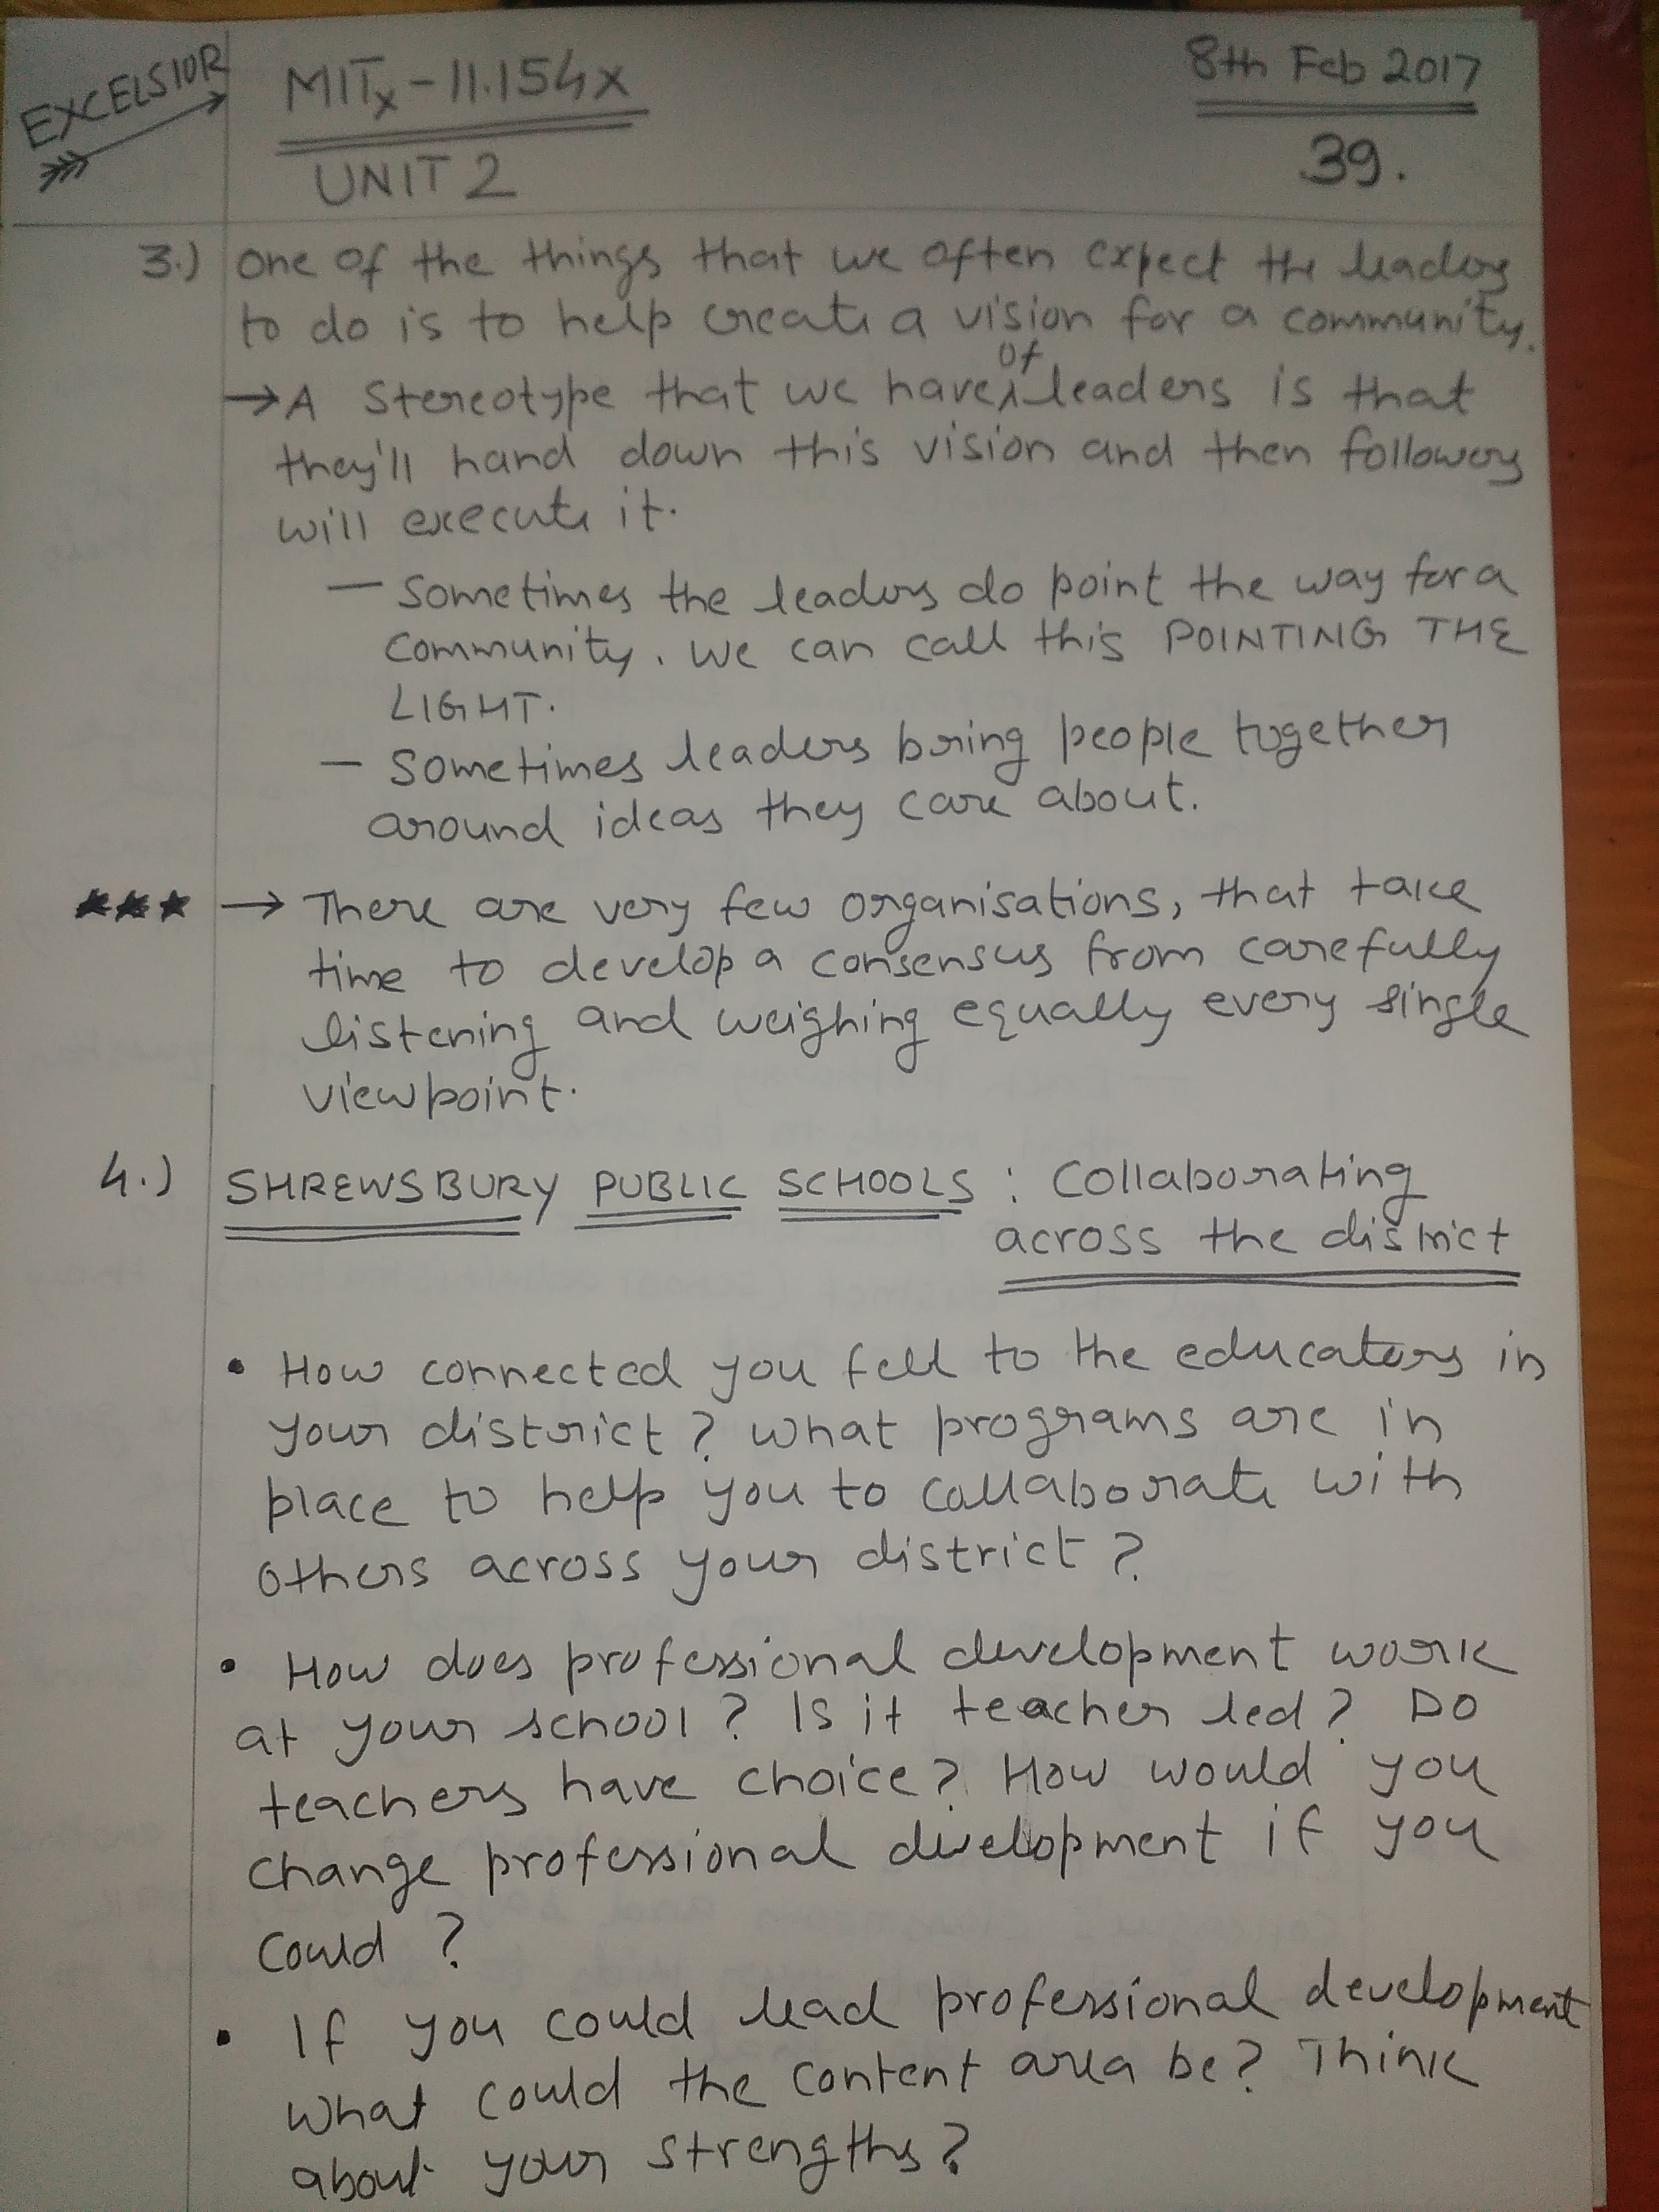 EXCELSIOR
MITx - 11.154x
UNIT 2
8th Feb 2017
39.
3.) One of the things that we often expect the leaders
to do is to help create a vision for a community.
→ A Stereotype that we have of leaders is that
they'll hand down this vision and then followers
will execute it.
— Sometimes the leaders do point the way for a
community. We can call this POINTING THE
LIGHT.
— Sometimes leaders bring people together
around ideas they care about.
★★★ → There are very few organisations, that take
time to develop a consensus from carefully
listening and weighing equally every single
viewpoint.
4.) SHREWSBURY PUBLIC SCHOOLS : Collaborating
across the district
• How connected you fell to the educators in
your district? What programs are in
place to help you to collaborate with
others across your district?
• How does professional development work
at your school? Is it teacher led? Do
teachers have choice? How would you
change professional development if you
could?
• If you could lead professional development
what could the content area be? Think
about your strengths?